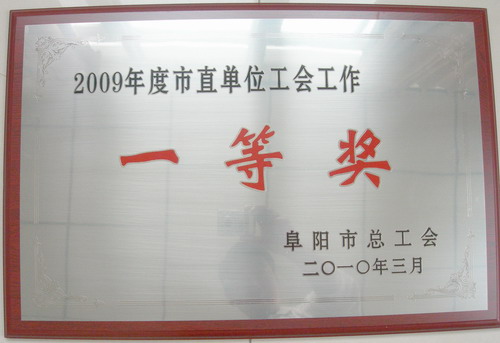 2009年度市直单位工会工作
一等奖
阜阳市总工会
二〇一〇年三月